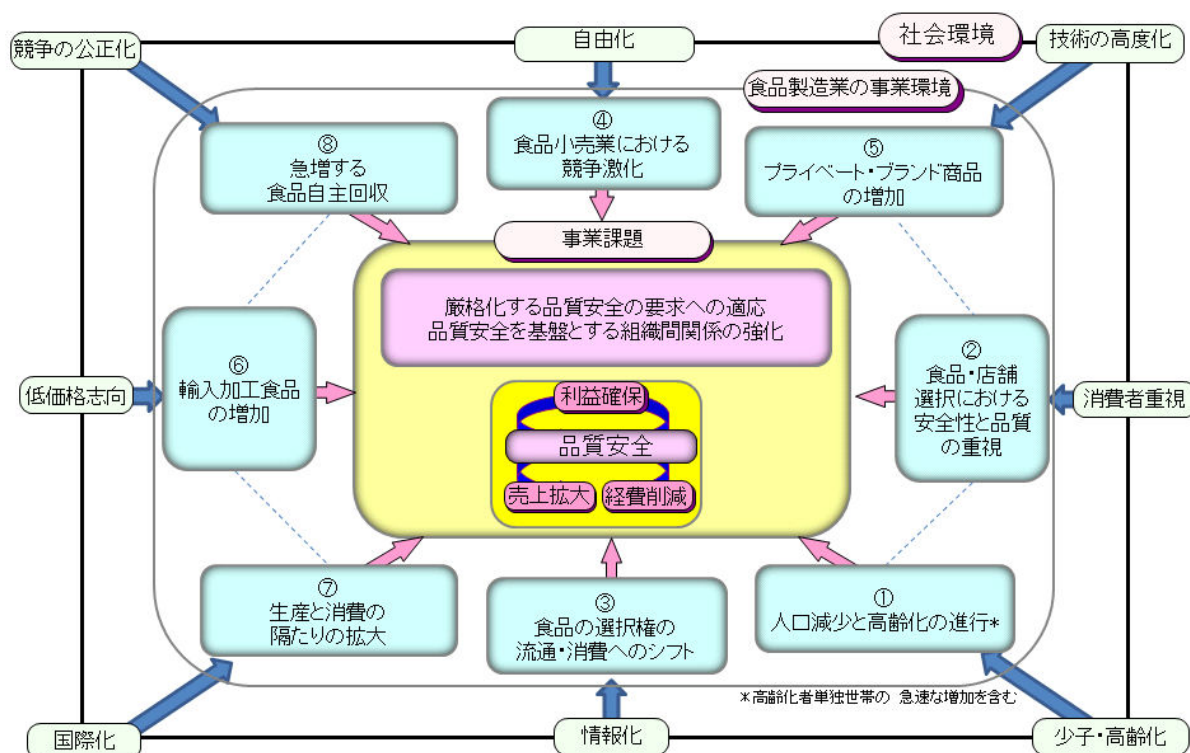 競争の公正化
自由化
社会環境
技術の高度化
食品製造業の事業環境
⑧
急増する
食品自主回収
④
食品小売業における
競争激化
⑤
プライベート・ブランド商品
の増加
事業課題
厳格化する品質安全の要求への適応
品質安全を基盤とする組織間関係の強化
低価格志向
⑥
輸入加工食品
の増加
②
食品・店舗
選択における
安全性と品質
の重視
消費者重視
利益確保
品質安全
売上拡大
経費削減
⑦
生産と消費の
隔たりの拡大
③
食品の選択権の
流通・消費へのシフト
①
人口減少と高齢化の進行*
*高齢化者単独世帯の 急速な増加を含む
国際化
情報化
少子・高齢化